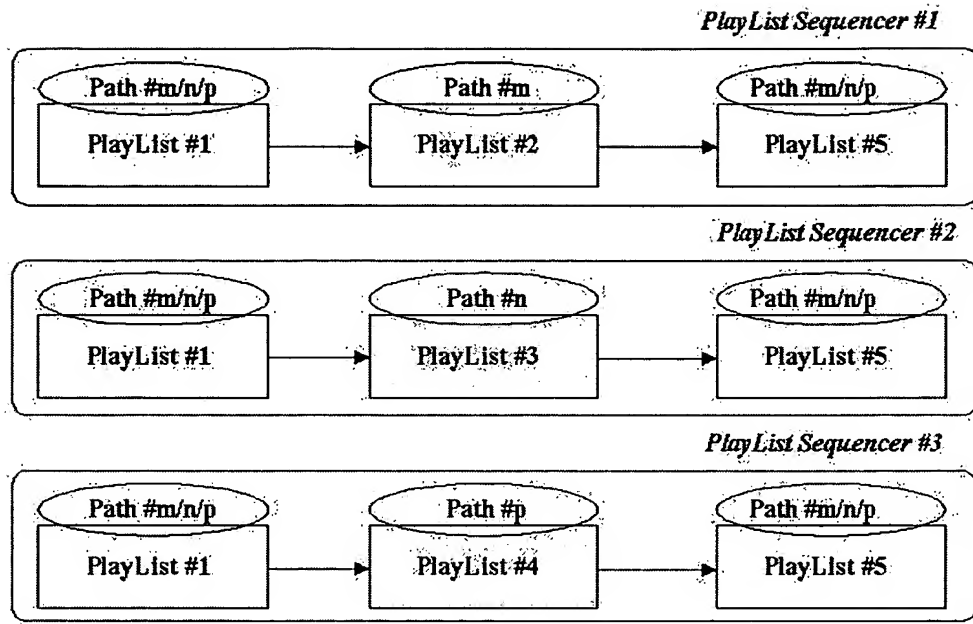 PlayList Sequencer #1
Path #m/n/p
Path #m
Path #m/n/p
PlayList #1
PlayList #2
PlayList #5
PlayList Sequencer #2
Path #m/n/p
Path #n
Path #m/n/p
PlayList #1
PlayList #3
PlayList #5
PlayList Sequencer #3
Path #m/n/p
Path #p
Path #m/n/p
PlayList #1
PlayList #4
PlayList #5